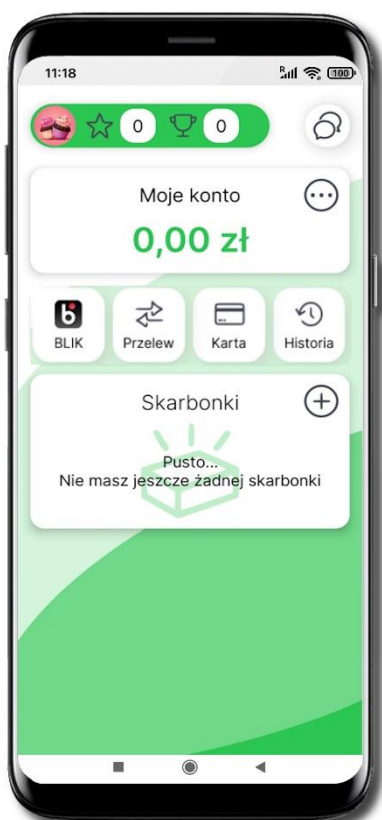 11:18
R
100
0
0
Moje konto
0,00 zł
b
BLIK
Przelew
Karta
Historia
Skarbonki
Pusto...
Nie masz jeszcze żadnej skarbonki